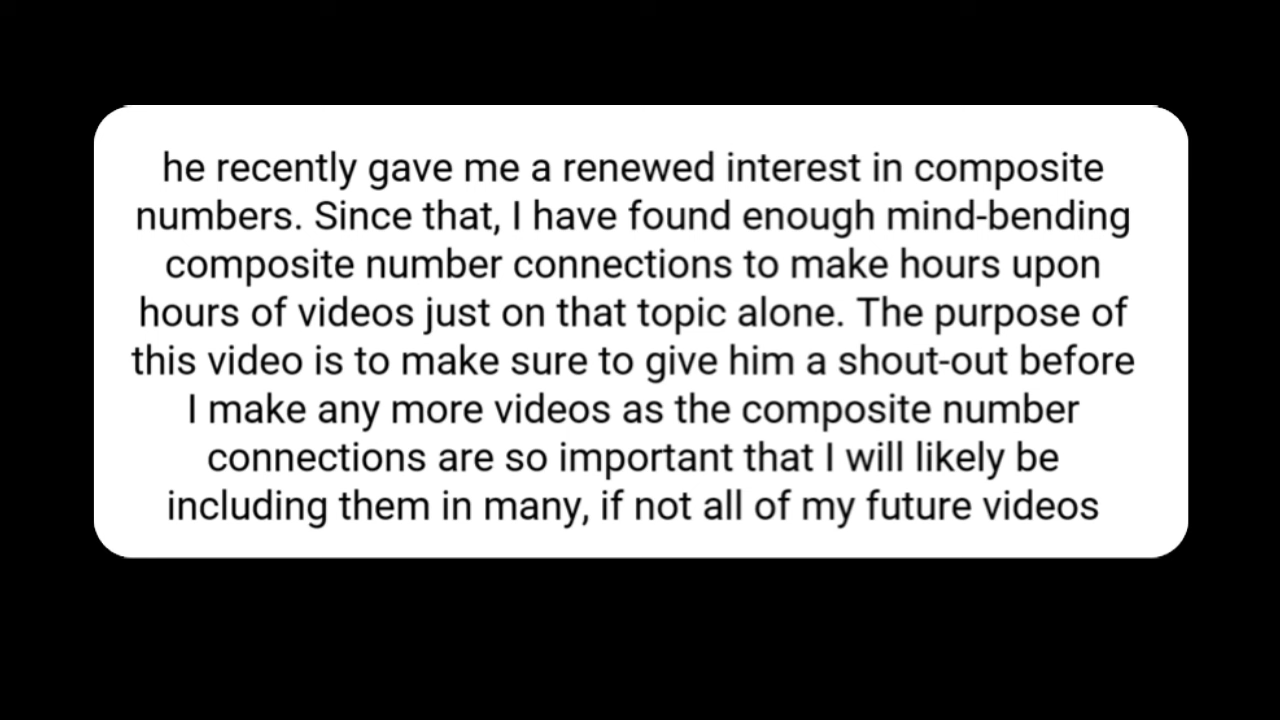 he recently gave me a renewed interest in composite
numbers. Since that, I have found enough mind-bending
composite number connections to make hours upon
hours of videos just on that topic alone. The purpose of
this video is to make sure to give him a shout-out before
I make any more videos as the composite number
connections are so important that I will likely be
including them in many, if not all of my future videos